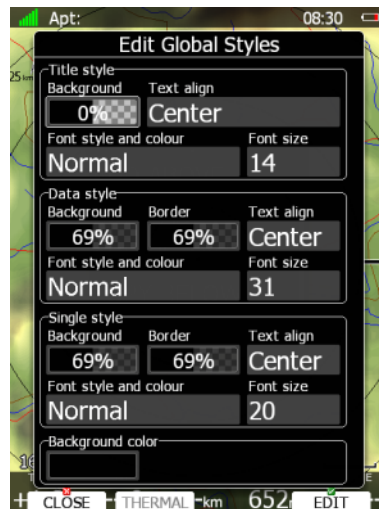 Apt: 08:30
Edit Global Styles
25 km
Title style
Background Text align
0% Center
Font style and colour Font size
Normal 14
Data style
Background Border Text align
69% 69% Center
Font style and colour Font size
Normal 31
Single style
Background Border Text align
69% 69% Center
Font style and colour Font size
Normal 20
Background color
CLOSE THERMAL km 652 EDIT